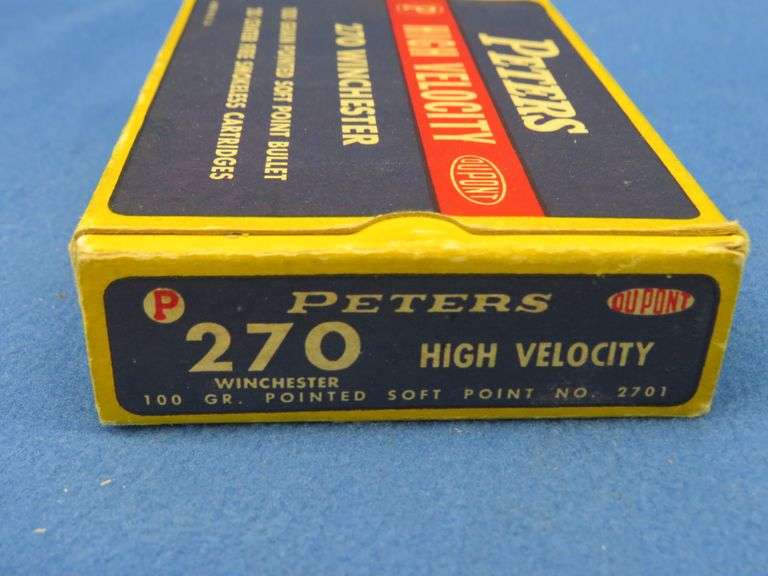 PETERS
P HIGH VELOCITY DU PONT
270 WINCHESTER
100 GRAIN POINTED SOFT POINT BULLET
20 CENTER FIRE SMOKELESS CARTRIDGES
P PETERS DU PONT
270 HIGH VELOCITY
WINCHESTER
100 GR. POINTED SOFT POINT NO. 2701